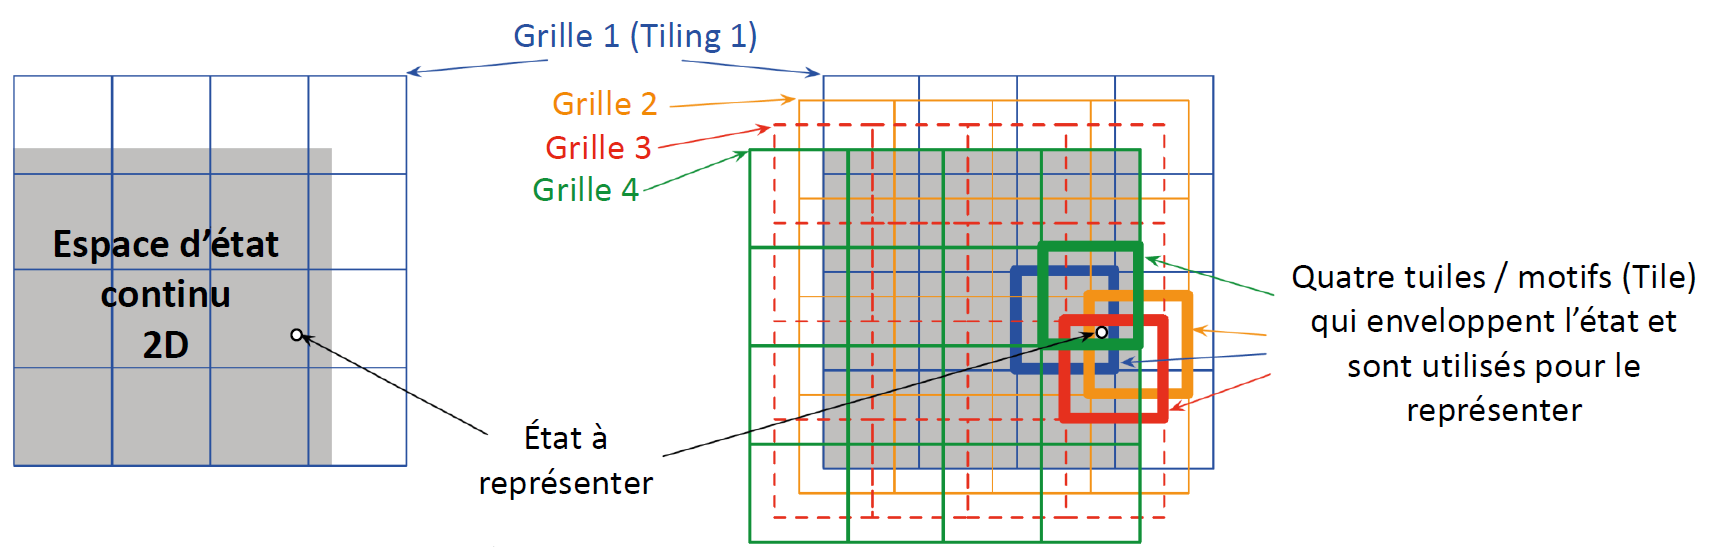 Grille 1 (Tiling 1)
Grille 2
Grille 3
Grille 4
Espace d'état
continu
2D
État à
représenter
Quatre tuiles / motifs (Tile)
qui enveloppent l'état et
sont utilisés pour le
représenter